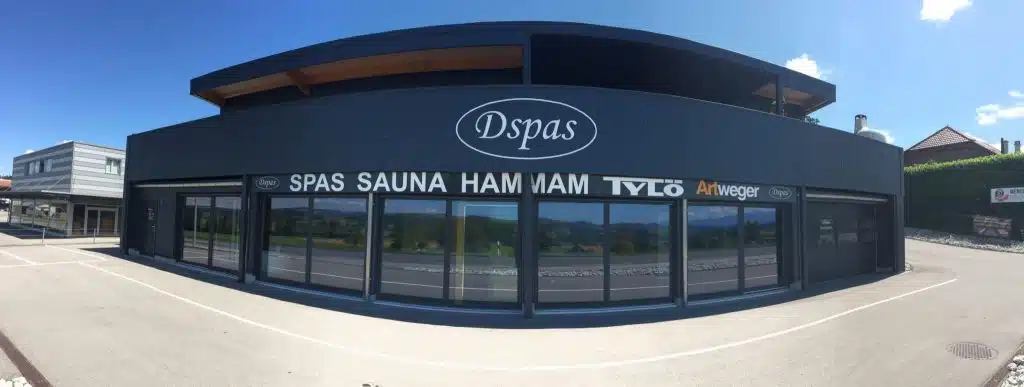 Dspas
Dspas SPAS SAUNA HAMMAM TYLÖ Artweger Dspas